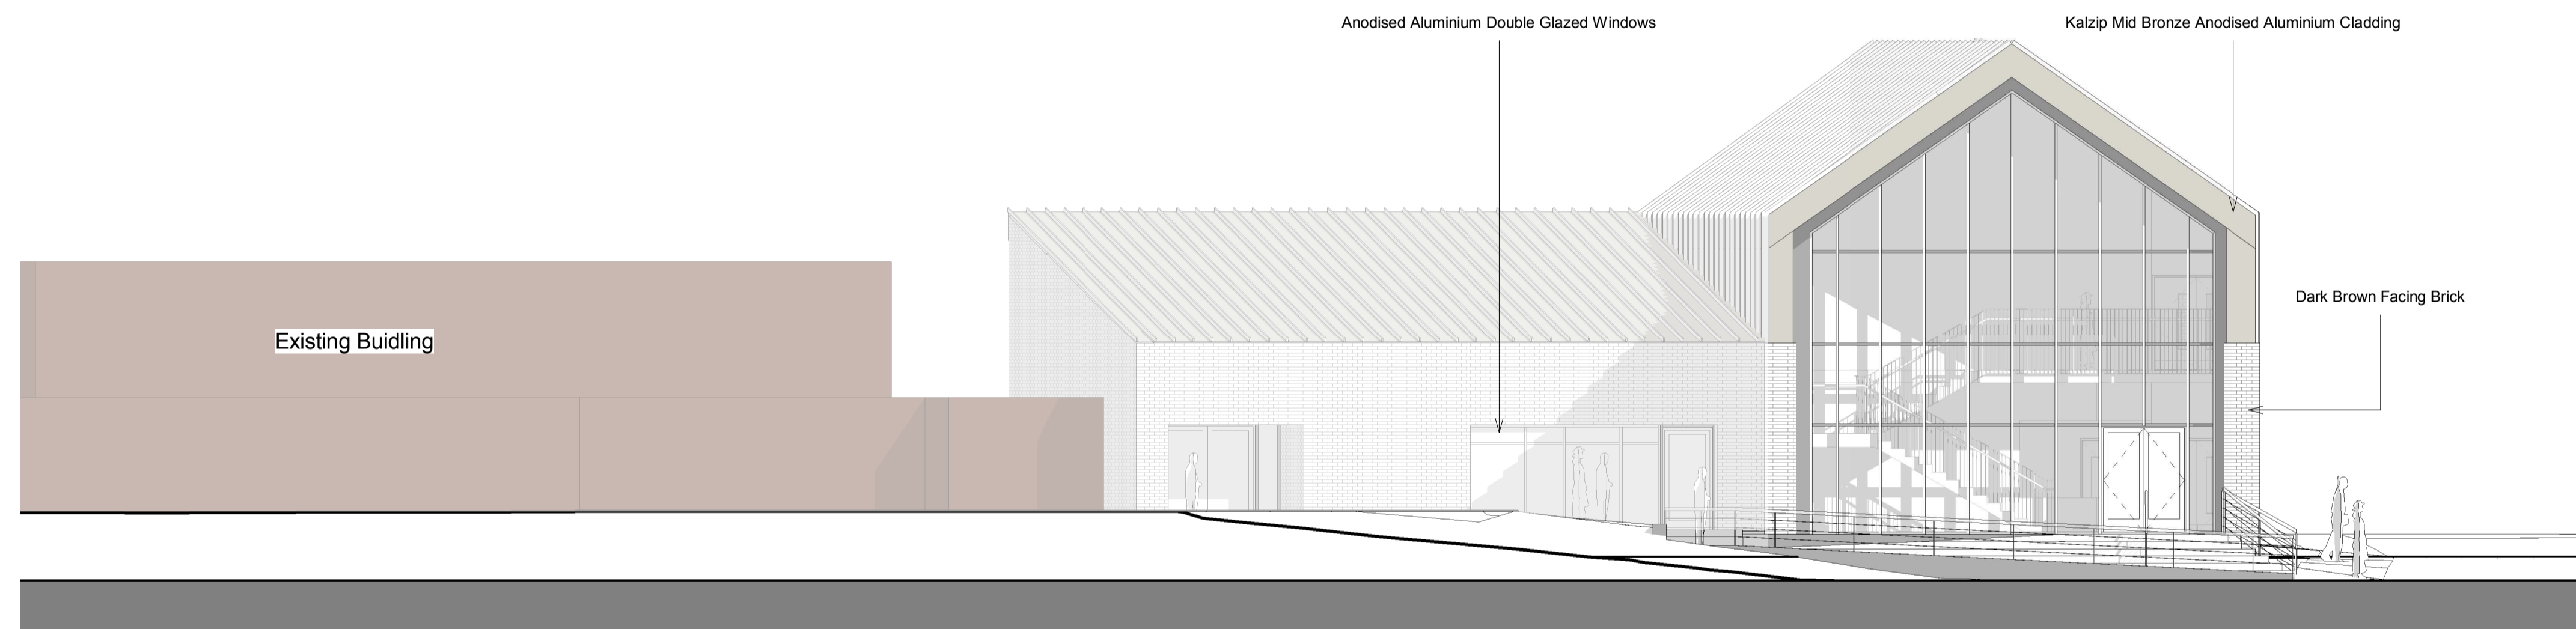 Anodised Aluminium Double Glazed Windows
Kalzip Mid Bronze Anodised Aluminium Cladding
Dark Brown Facing Brick
Existing Buidling